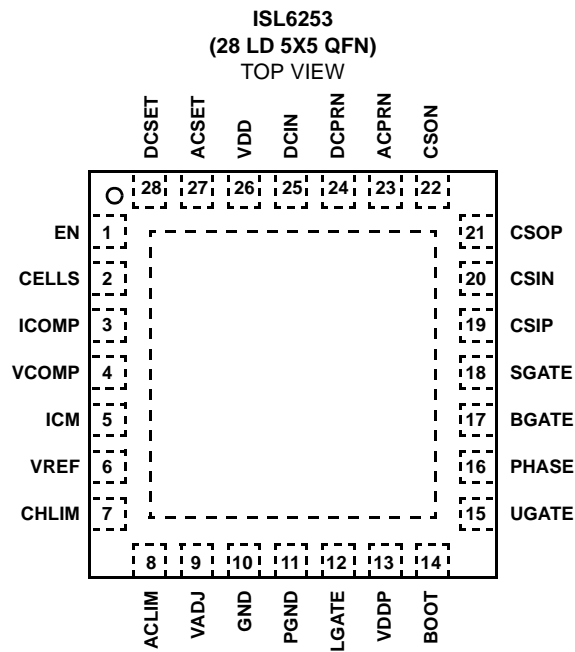 ISL6253
(28 LD 5X5 QFN)
TOP VIEW
DCSET
ACSET
VDD
DCIN
DCPRN
ACPRN
CSON
28 27 26 25 24 23 22
EN 1
CELLS 2
ICOMP 3
VCOMP 4
ICM 5
VREF 6
CHLIM 7
21 CSOP
20 CSIN
19 CSIP
18 SGATE
17 BGATE
16 PHASE
15 UGATE
8 9 10 11 12 13 14
ACLIM
VADJ
GND
PGND
LGATE
VDDP
BOOT